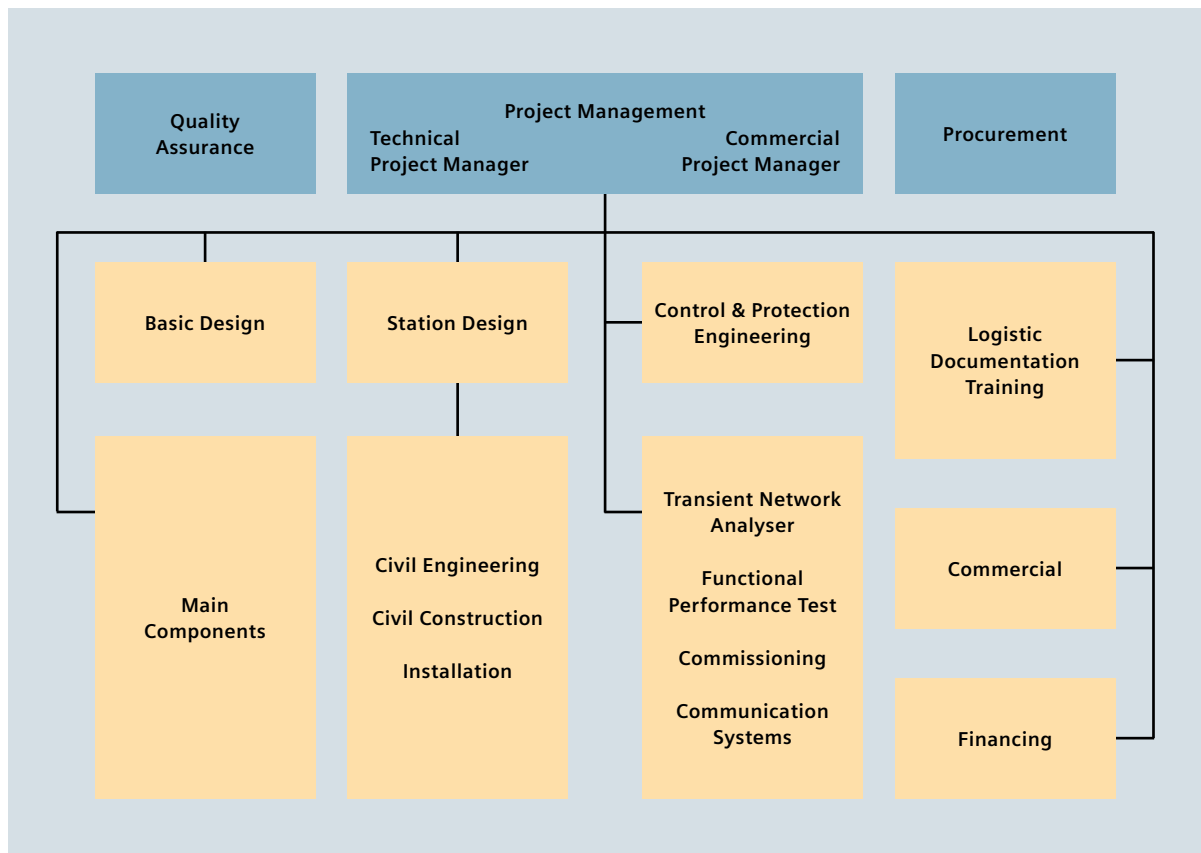 Quality
Assurance
Project Management
Technical
Project Manager
Commercial
Project Manager
Procurement
Basic Design
Station Design
Control & Protection
Engineering
Logistic
Documentation
Training
Main
Components
Civil Engineering
Civil Construction
Installation
Transient Network
Analyser
Functional
Performance Test
Commissioning
Communication
Systems
Commercial
Financing